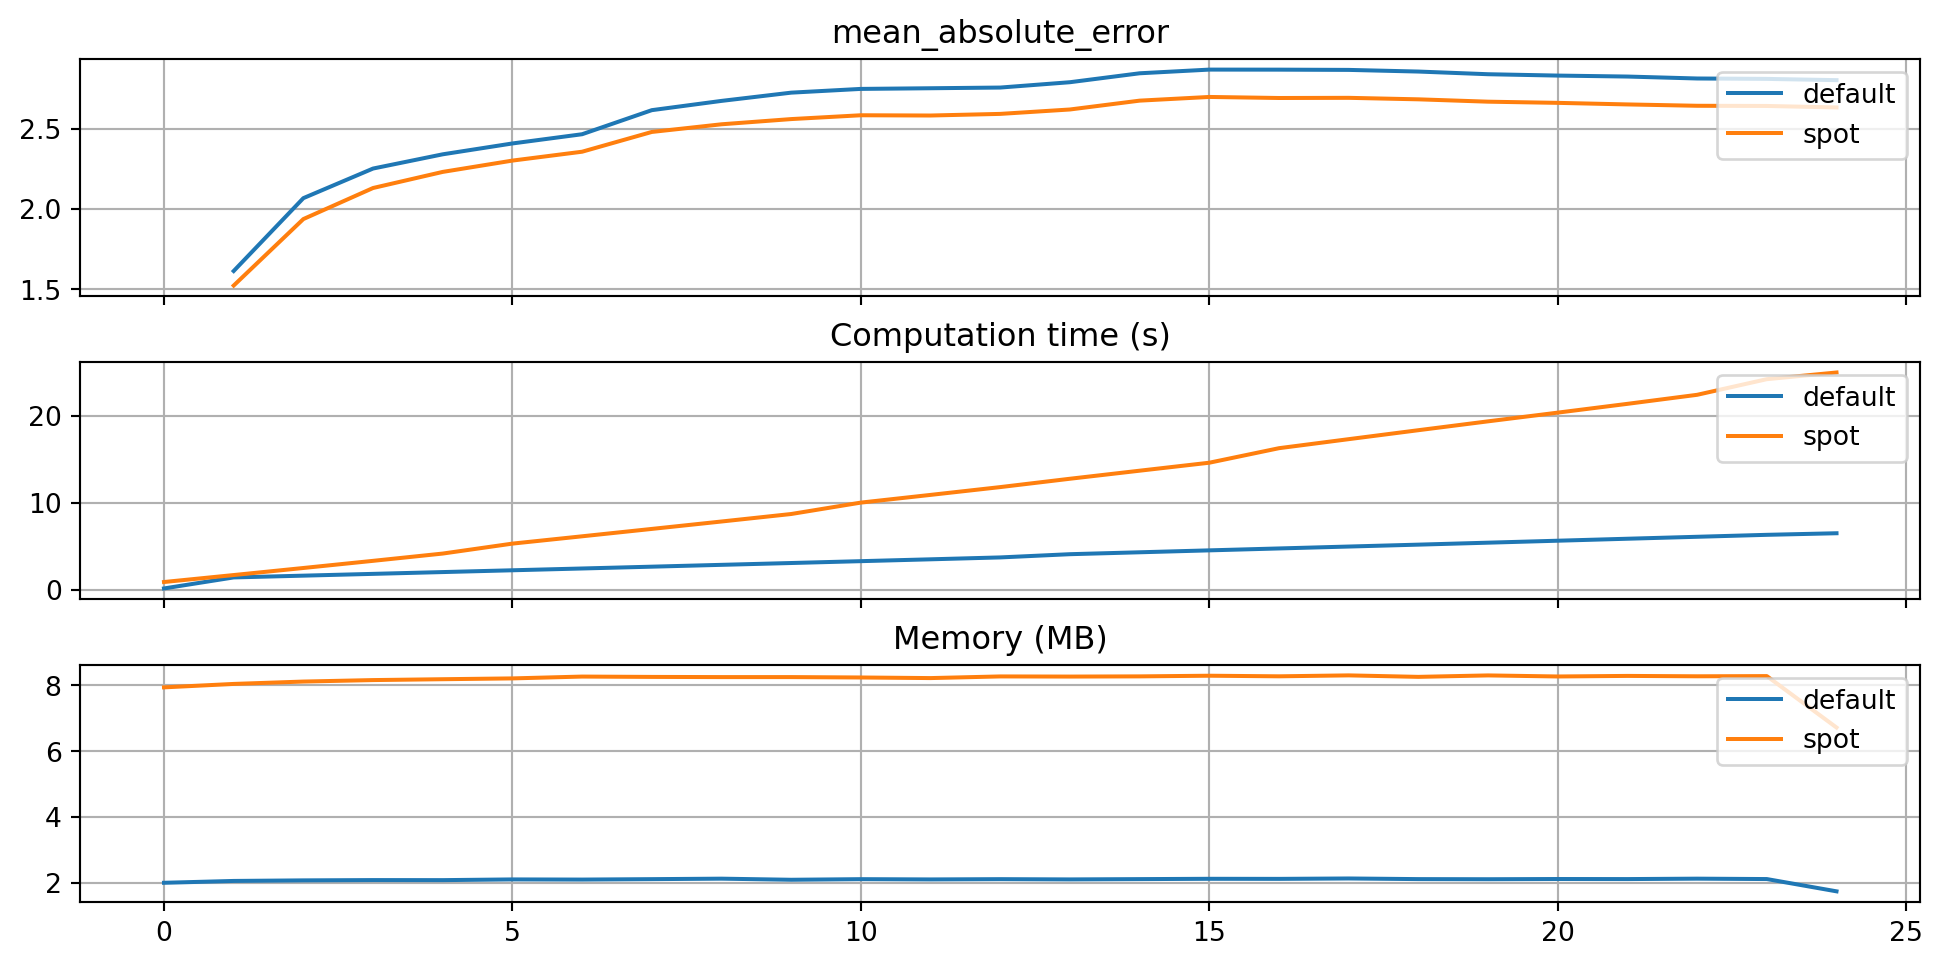 mean_absolute_error
2.5
2.0
1.5
default
spot
Computation time (s)
20
10
0
default
spot
Memory (MB)
8
6
4
2
default
spot
0 5 10 15 20 25